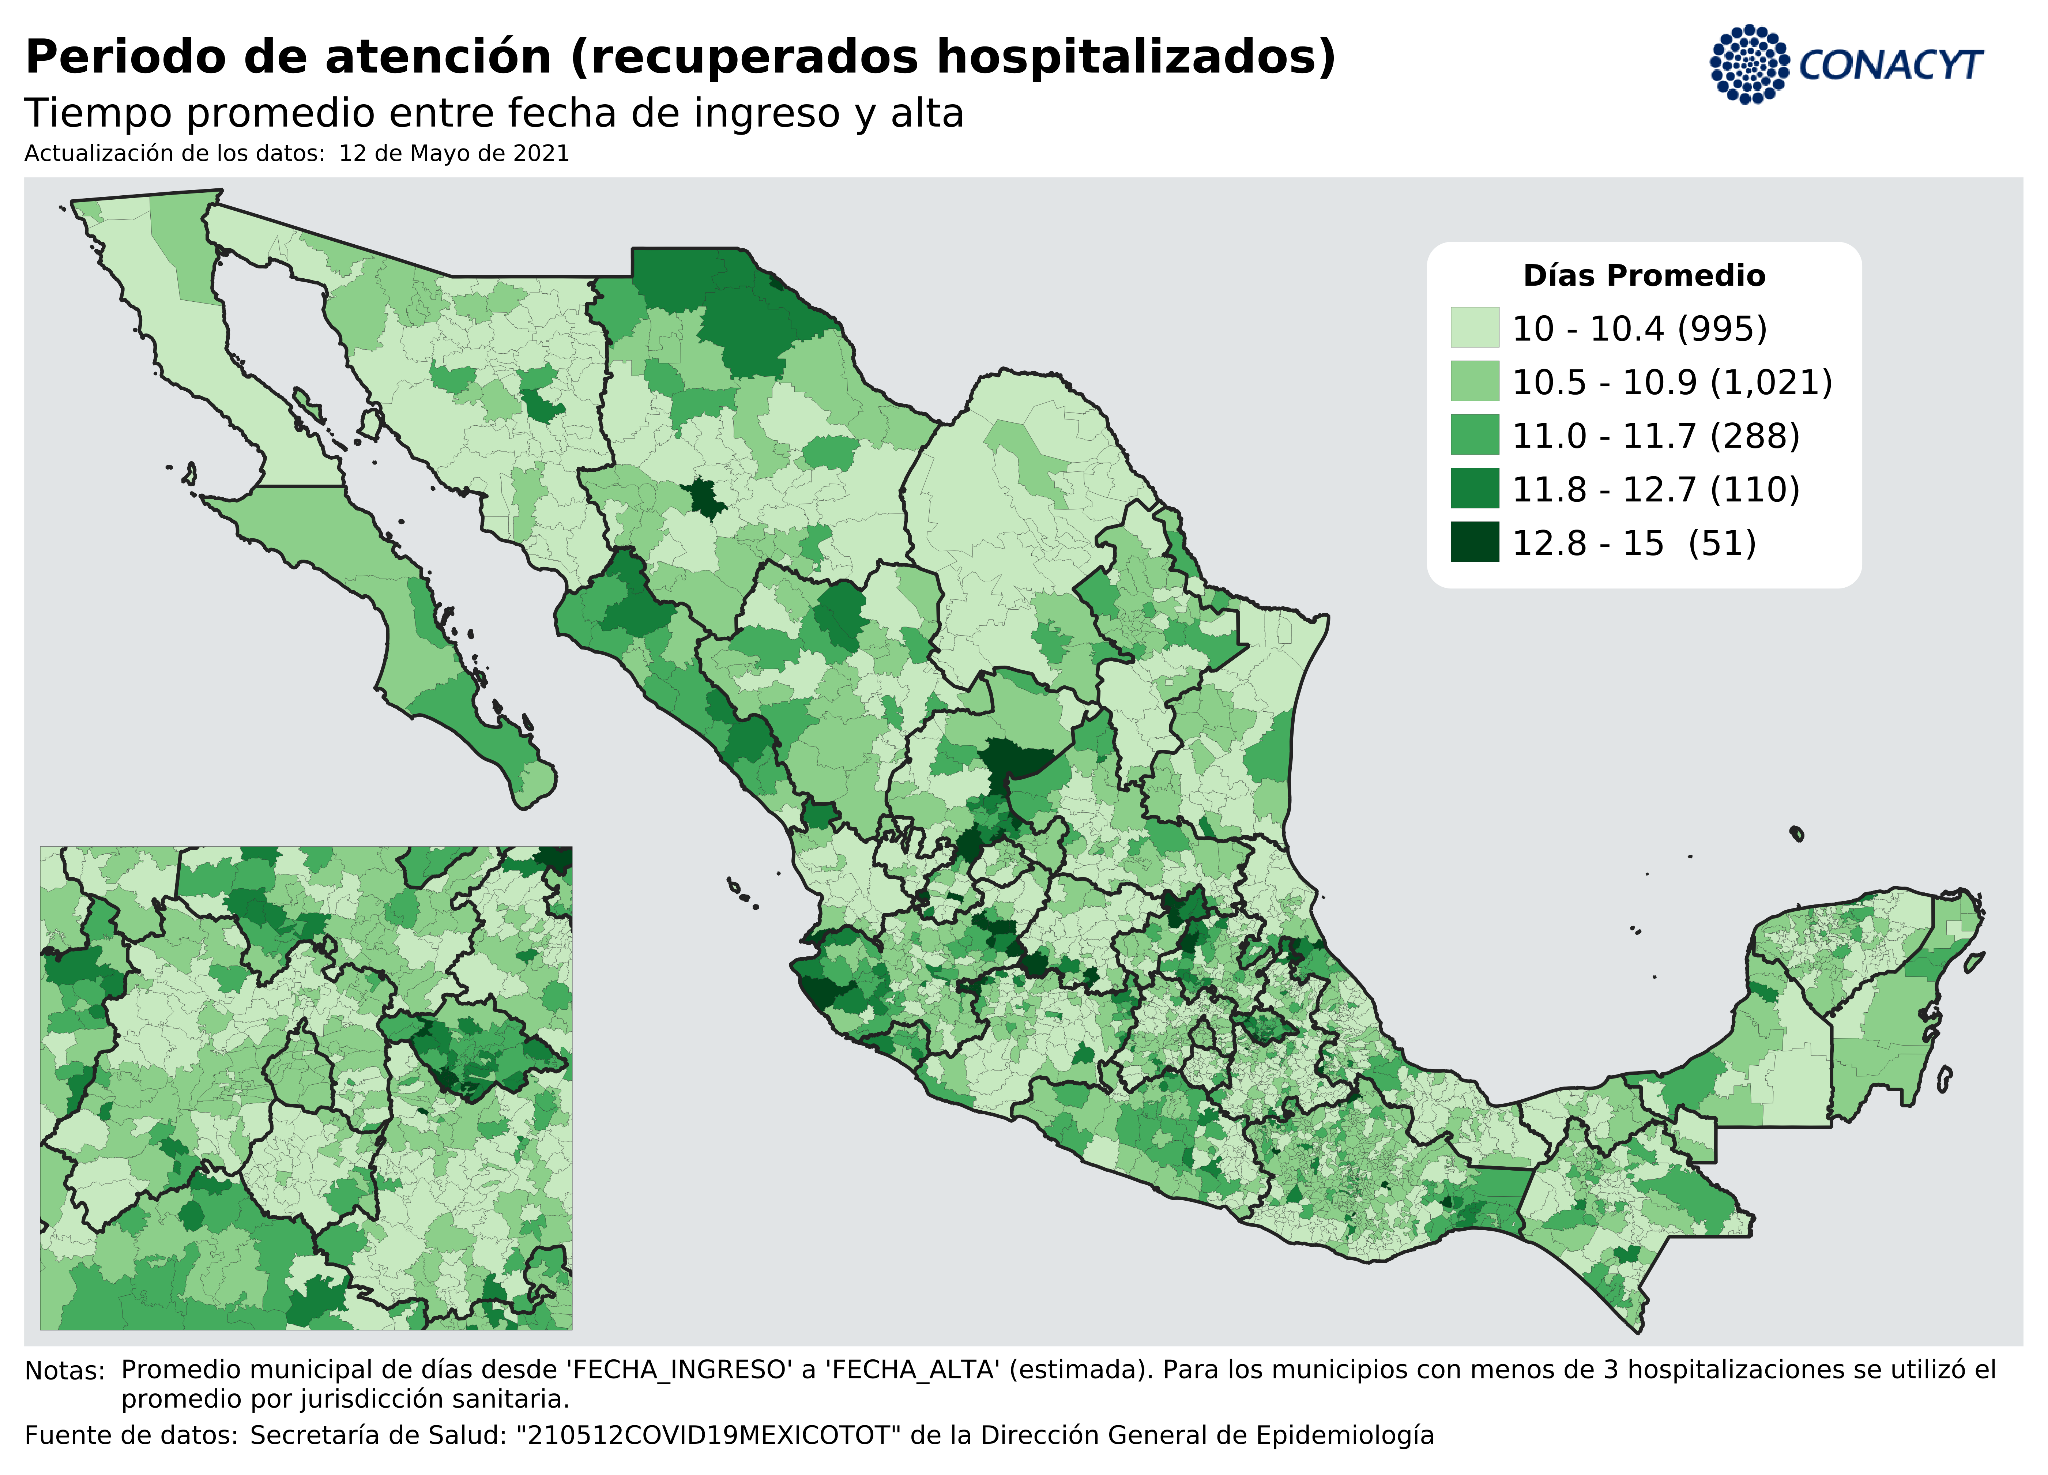 Periodo de atención (recuperados hospitalizados)
CONACYT
Tiempo promedio entre fecha de ingreso y alta
Actualización de los datos: 12 de Mayo de 2021
Días Promedio
10 - 10.4 (995)
10.5 - 10.9 (1,021)
11.0 - 11.7 (288)
11.8 - 12.7 (110)
12.8 - 15 (51)
Notas: Promedio municipal de días desde 'FECHA_INGRESO' a 'FECHA_ALTA' (estimada). Para los municipios con menos de 3 hospitalizaciones se utilizó el
promedio por jurisdicción sanitaria.
Fuente de datos: Secretaría de Salud: "210512COVID19MEXICOTOT" de la Dirección General de Epidemiología